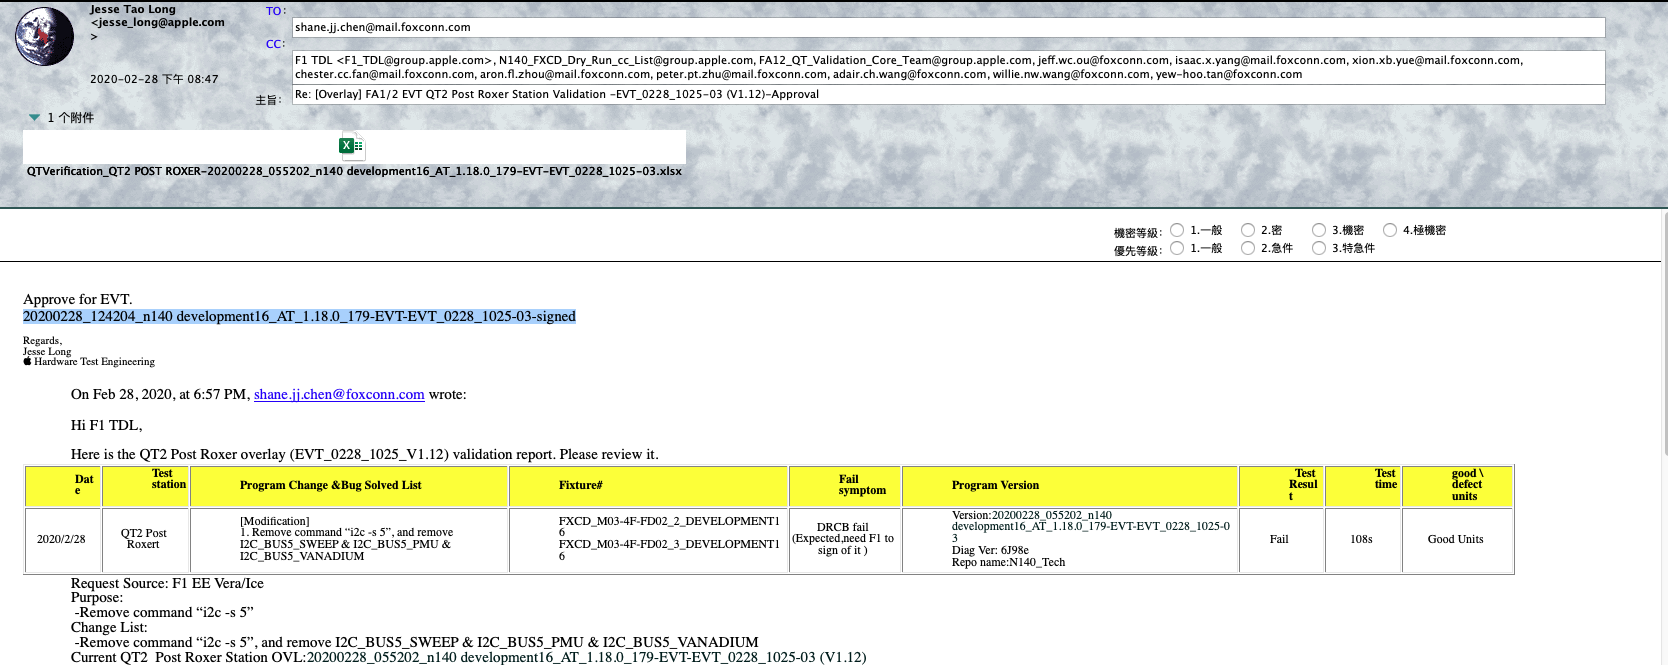 Jesse Tao Long
<jesse_long@apple.com
>
2020-02-28 下午 08:47
TO:
shane.jj.chen@mail.foxconn.com
CC:
F1 TDL <F1_TDL@group.apple.com>, N140_FXCD_Dry_Run_cc_List@group.apple.com, FA12_QT_Validation_Core_Team@group.apple.com, jeff.wc.ou@foxconn.com, isaac.x.yang@mail.foxconn.com, xion.xb.yue@mail.foxconn.com,
chester.cc.fan@mail.foxconn.com, aron.fl.zhou@mail.foxconn.com, peter.pt.zhu@mail.foxconn.com, adair.ch.wang@foxconn.com, willie.nw.wang@foxconn.com, yew-hoo.tan@foxconn.com
主旨:
Re: [Overlay] FA1/2 EVT QT2 Post Roxer Station Validation -EVT_0228_1025-03 (V1.12)-Approval
1 个附件
QTVerification_QT2 POST ROXER-20200228_055202_n140 development16_AT_1.18.0_179-EVT-EVT_0228_1025-03.xlsx
機密等級: 1.一般 2.密 3.機密 4.極機密
優先等級: 1.一般 2.急件 3.特急件
Approve for EVT.
20200228_124204_n140 development16_AT_1.18.0_179-EVT-EVT_0228_1025-03-signed
Regards,
Jesse Long
Hardware Test Engineering
On Feb 28, 2020, at 6:57 PM, shane.jj.chen@foxconn.com wrote:
Hi F1 TDL,
Here is the QT2 Post Roxer overlay (EVT_0228_1025_V1.12) validation report. Please review it.
Dat
e
Test
station
Program Change &Bug Solved List
Fixture#
Fail
symptom
Program Version
Test
Resul
t
Test
time
good \
defect
units
2020/2/28
QT2 Post
Roxert
[Modification]
1. Remove command “i2c -s 5”, and remove
I2C_BUS5_SWEEP & I2C_BUS5_PMU &
I2C_BUS5_VANADIUM
FXCD_M03-4F-FD02_2_DEVELOPMENT1
6
FXCD_M03-4F-FD02_3_DEVELOPMENT1
6
DRCB fail
(Expected,need F1 to
sign of it )
Version:20200228_055202_n140
development16_AT_1.18.0_179-EVT-EVT_0228_1025-0
3
Diag Ver: 6J98e
Repo name:N140_Tech
Fail
108s
Good Units
Request Source: F1 EE Vera/Ice
Purpose:
-Remove command “i2c -s 5”
Change List:
-Remove command “i2c -s 5”, and remove I2C_BUS5_SWEEP & I2C_BUS5_PMU & I2C_BUS5_VANADIUM
Current QT2  Post Roxer Station OVL:20200228_055202_n140 development16_AT_1.18.0_179-EVT-EVT_0228_1025-03 (V1.12)